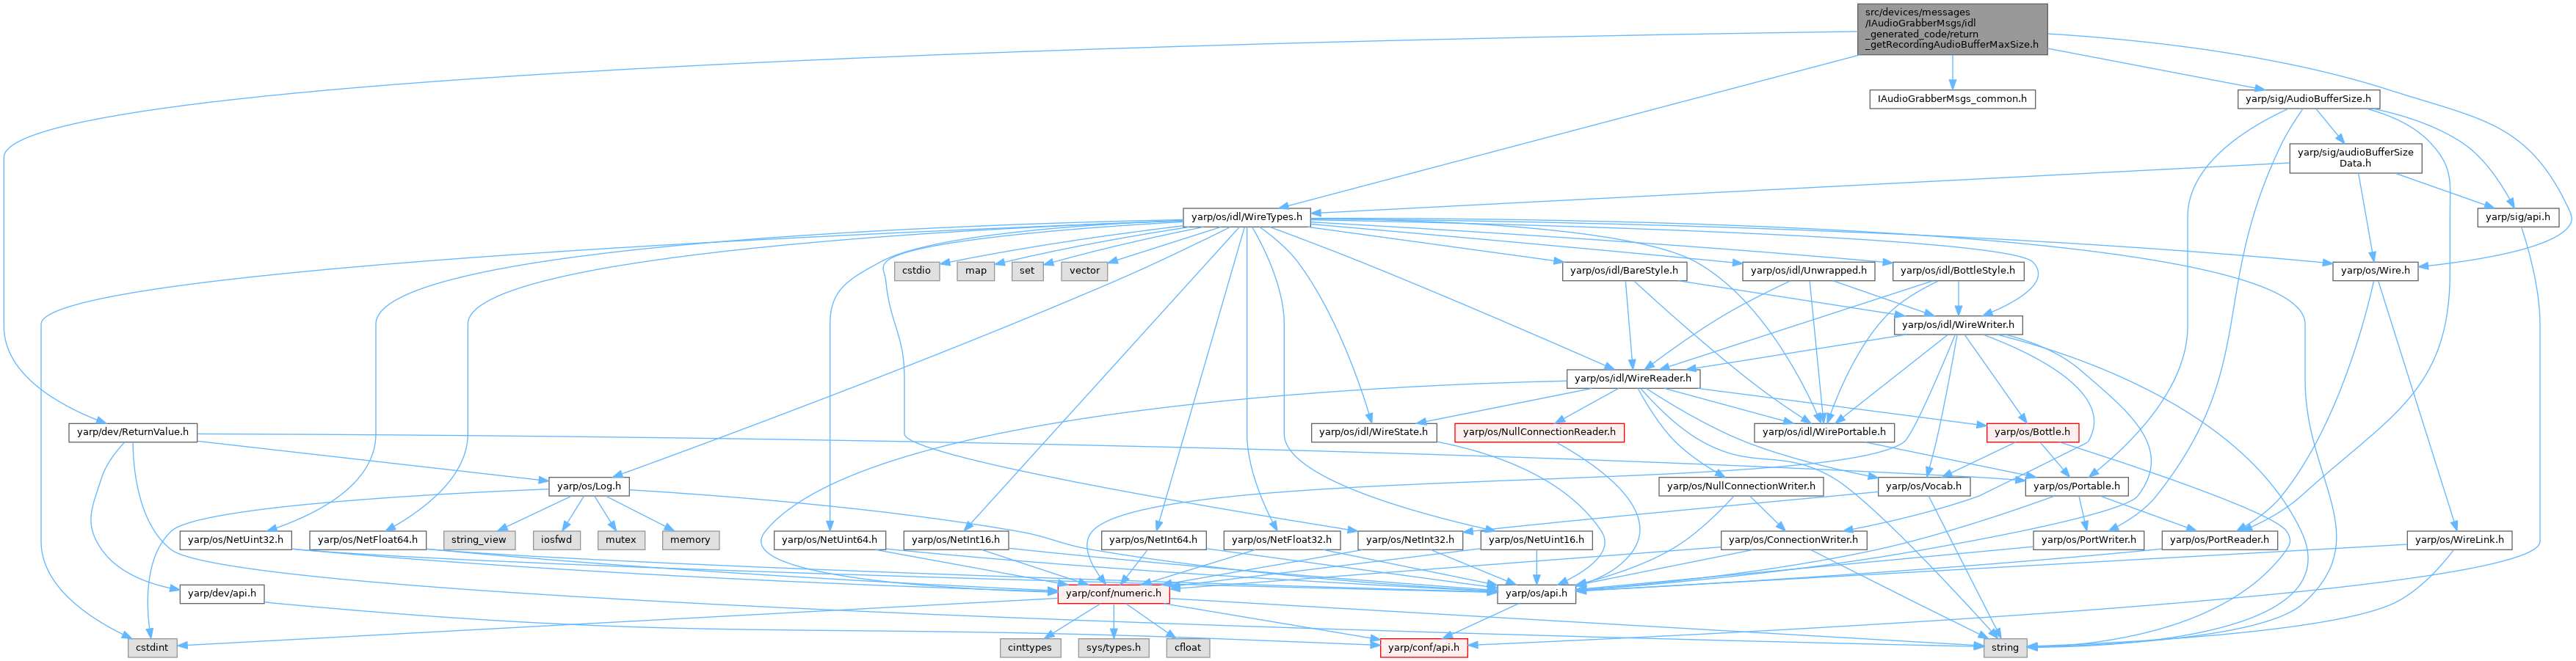 src/devices/messages
/IAudioGrabberMsgs/idl
_generated_code/return
_getRecordingAudioBufferMaxSize.h
IAudioGrabberMsgs_common.h
yarp/sig/AudioBufferSize.h
yarp/sig/audioBufferSize
Data.h
yarp/os/idl/WireTypes.h
yarp/sig/api.h
cstdio
map
set
vector
yarp/os/idl/BareStyle.h
yarp/os/idl/Unwrapped.h
yarp/os/idl/BottleStyle.h
yarp/os/Wire.h
yarp/os/idl/WireWriter.h
yarp/os/idl/WireReader.h
yarp/dev/ReturnValue.h
yarp/os/idl/WireState.h
yarp/os/NullConnectionReader.h
yarp/os/idl/WirePortable.h
yarp/os/Bottle.h
yarp/os/Log.h
yarp/os/NullConnectionWriter.h
yarp/os/Vocab.h
yarp/os/Portable.h
yarp/os/NetUint32.h
yarp/os/NetFloat64.h
string_view
iosfwd
mutex
memory
yarp/os/NetUint64.h
yarp/os/NetInt16.h
yarp/os/NetInt64.h
yarp/os/NetFloat32.h
yarp/os/NetInt32.h
yarp/os/NetUint16.h
yarp/os/ConnectionWriter.h
yarp/os/PortWriter.h
yarp/os/PortReader.h
yarp/os/WireLink.h
yarp/dev/api.h
yarp/conf/numeric.h
yarp/os/api.h
cstdint
cinttypes
sys/types.h
cfloat
yarp/conf/api.h
string